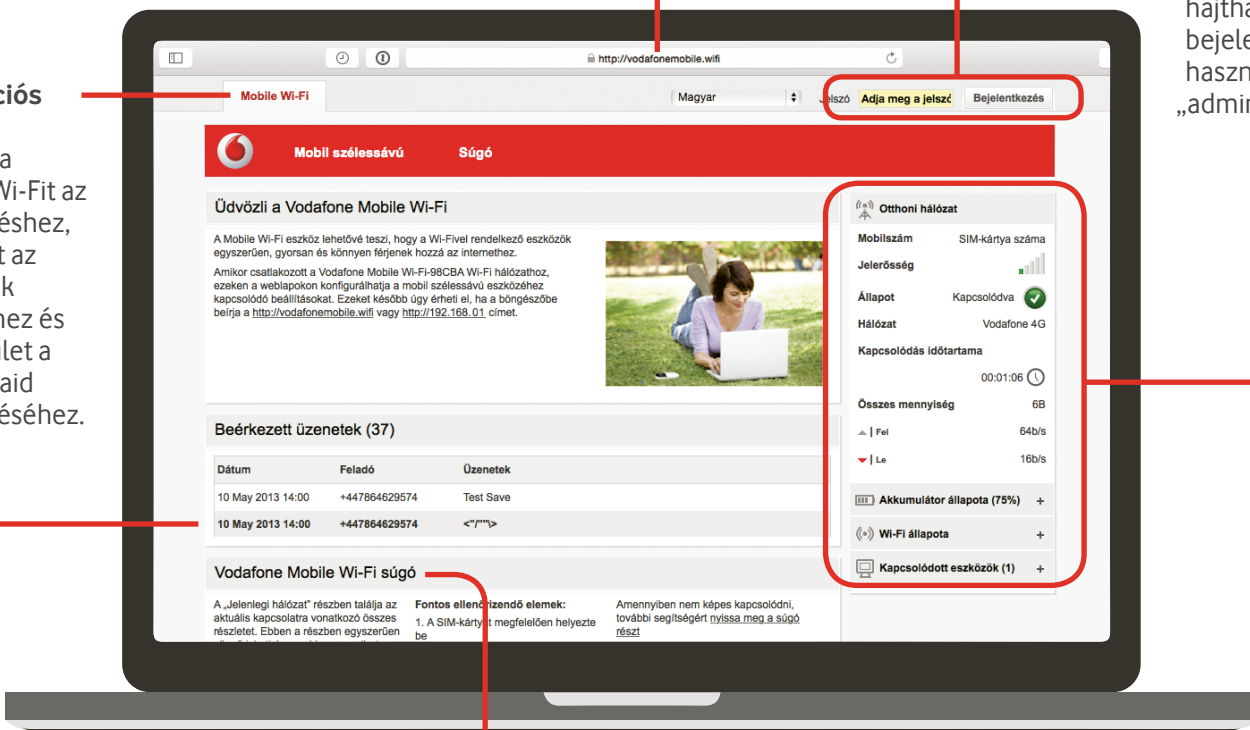 ciós
a
Wi-Fit az
éshez,
t az
k
hez és
let a
aid
éséhez.
hajtha
bejele
haszn
„admin
http://vodafonemobile.wifi
Mobile Wi-Fi
Magyar
Jelszó Adja meg a jelszó Bejelentkezés
Mobil szélessávú Súgó
Üdvözli a Vodafone Mobile Wi-Fi
A Mobile Wi-Fi eszköz lehetővé teszi, hogy a Wi-Fivel rendelkező eszközök
egyszerűen, gyorsan és könnyen férjenek hozzá az internethez.
Amikor csatlakozott a Vodafone Mobile Wi-Fi-98CBA Wi-Fi hálózathoz,
ezeken a weblapokon konfigurálhatja a mobil szélessávú eszközéhez
kapcsolódó beállításokat. Ezeket később úgy érheti el, ha a böngészőbe
beírja a http://vodafonemobile.wifi vagy http://192.168.01 címet.
Beérkezett üzenetek (37)
Dátum Feladó Üzenetek
10 May 2013 14:00 +447864629574 Test Save
10 May 2013 14:00 +447864629574 <"/""'\>
Vodafone Mobile Wi-Fi súgó
A „Jelenlegi hálózat" részben találja az
aktuális kapcsolatra vonatkozó összes
részletet. Ebben a részben egyszerűen
Fontos ellenőrizendő elemek:
1. A SIM-kártyát megfelelően helyezte
be
Amennyiben nem képes kapcsolódni,
további segítségért nyissa meg a súgó
részt
Otthoni hálózat
Mobilszám SIM-kártya száma
Jelerősség
Állapot Kapcsolódva
Hálózat Vodafone 4G
Kapcsolódás időtartama
00:01:06
Összes mennyiség 6B
| Fel 64b/s
| Le 16b/s
Akkumulátor állapota (75%) +
Wi-Fi állapota +
Kapcsolódott eszközök (1) +